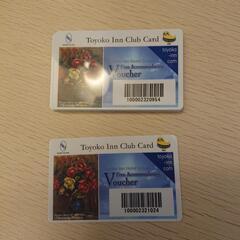 Toyoko Inn Club Card
toyoko
-inn
.com
Free Accommodation
Voucher
100002320954
Toyoko Inn Club Card
toyoko
-inn
.com
Free Accommodation
Voucher
100002321024